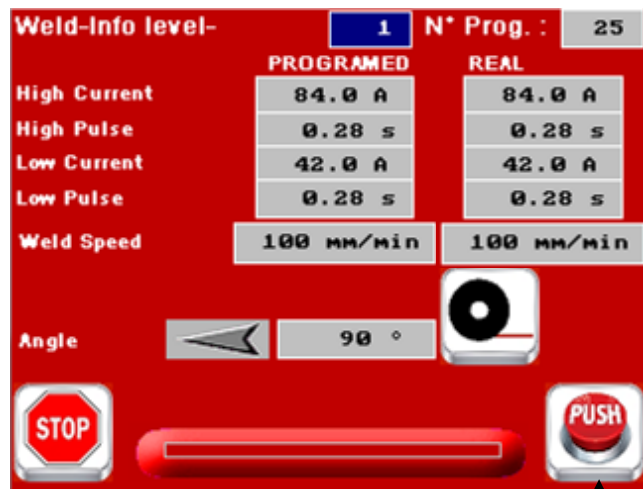 Weld-Info level- 1 N° Prog. : 25
PROGRAMED REAL
High Current 84.0 A 84.0 A
High Pulse 0.28 s 0.28 s
Low Current 42.0 A 42.0 A
Low Pulse 0.28 s 0.28 s
Weld Speed 100 mm/min 100 mm/min
Angle 90 °
STOP PUSH